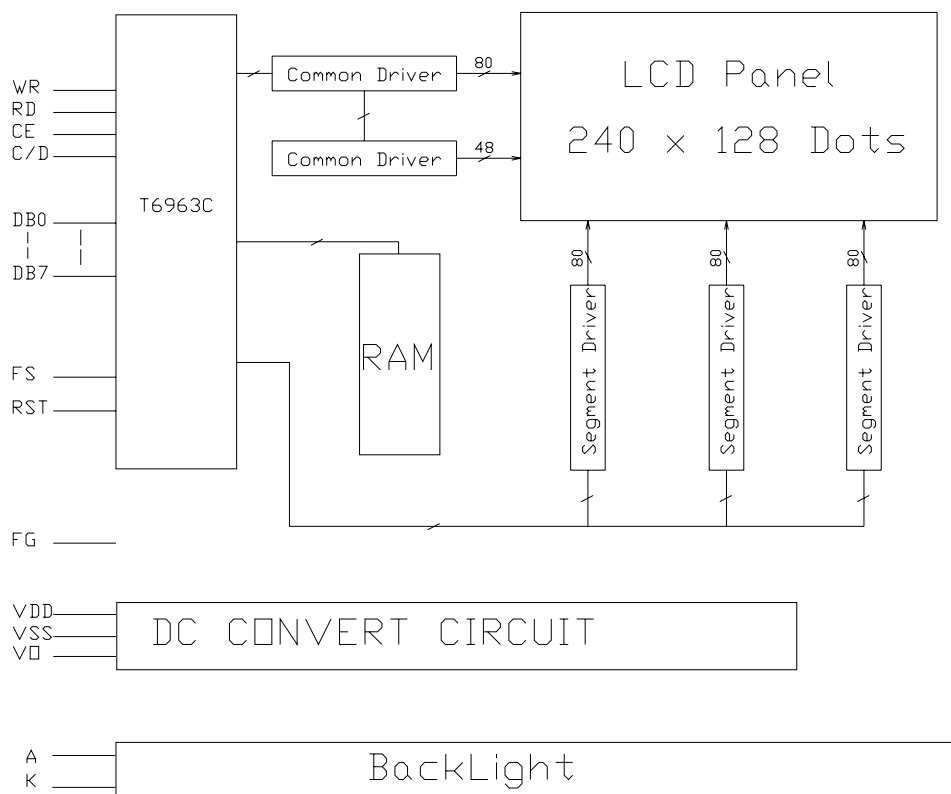 WR
RD
CE
C/D
DB0
DB7
FS
RST
FG
T6963C
Common Driver
80
Common Driver
48
LCD Panel
240 x 128 Dots
RAM
80
80
80
Segment Driver
Segment Driver
Segment Driver
VDD
VSS
VO
DC CONVERT CIRCUIT
A
K
BackLight